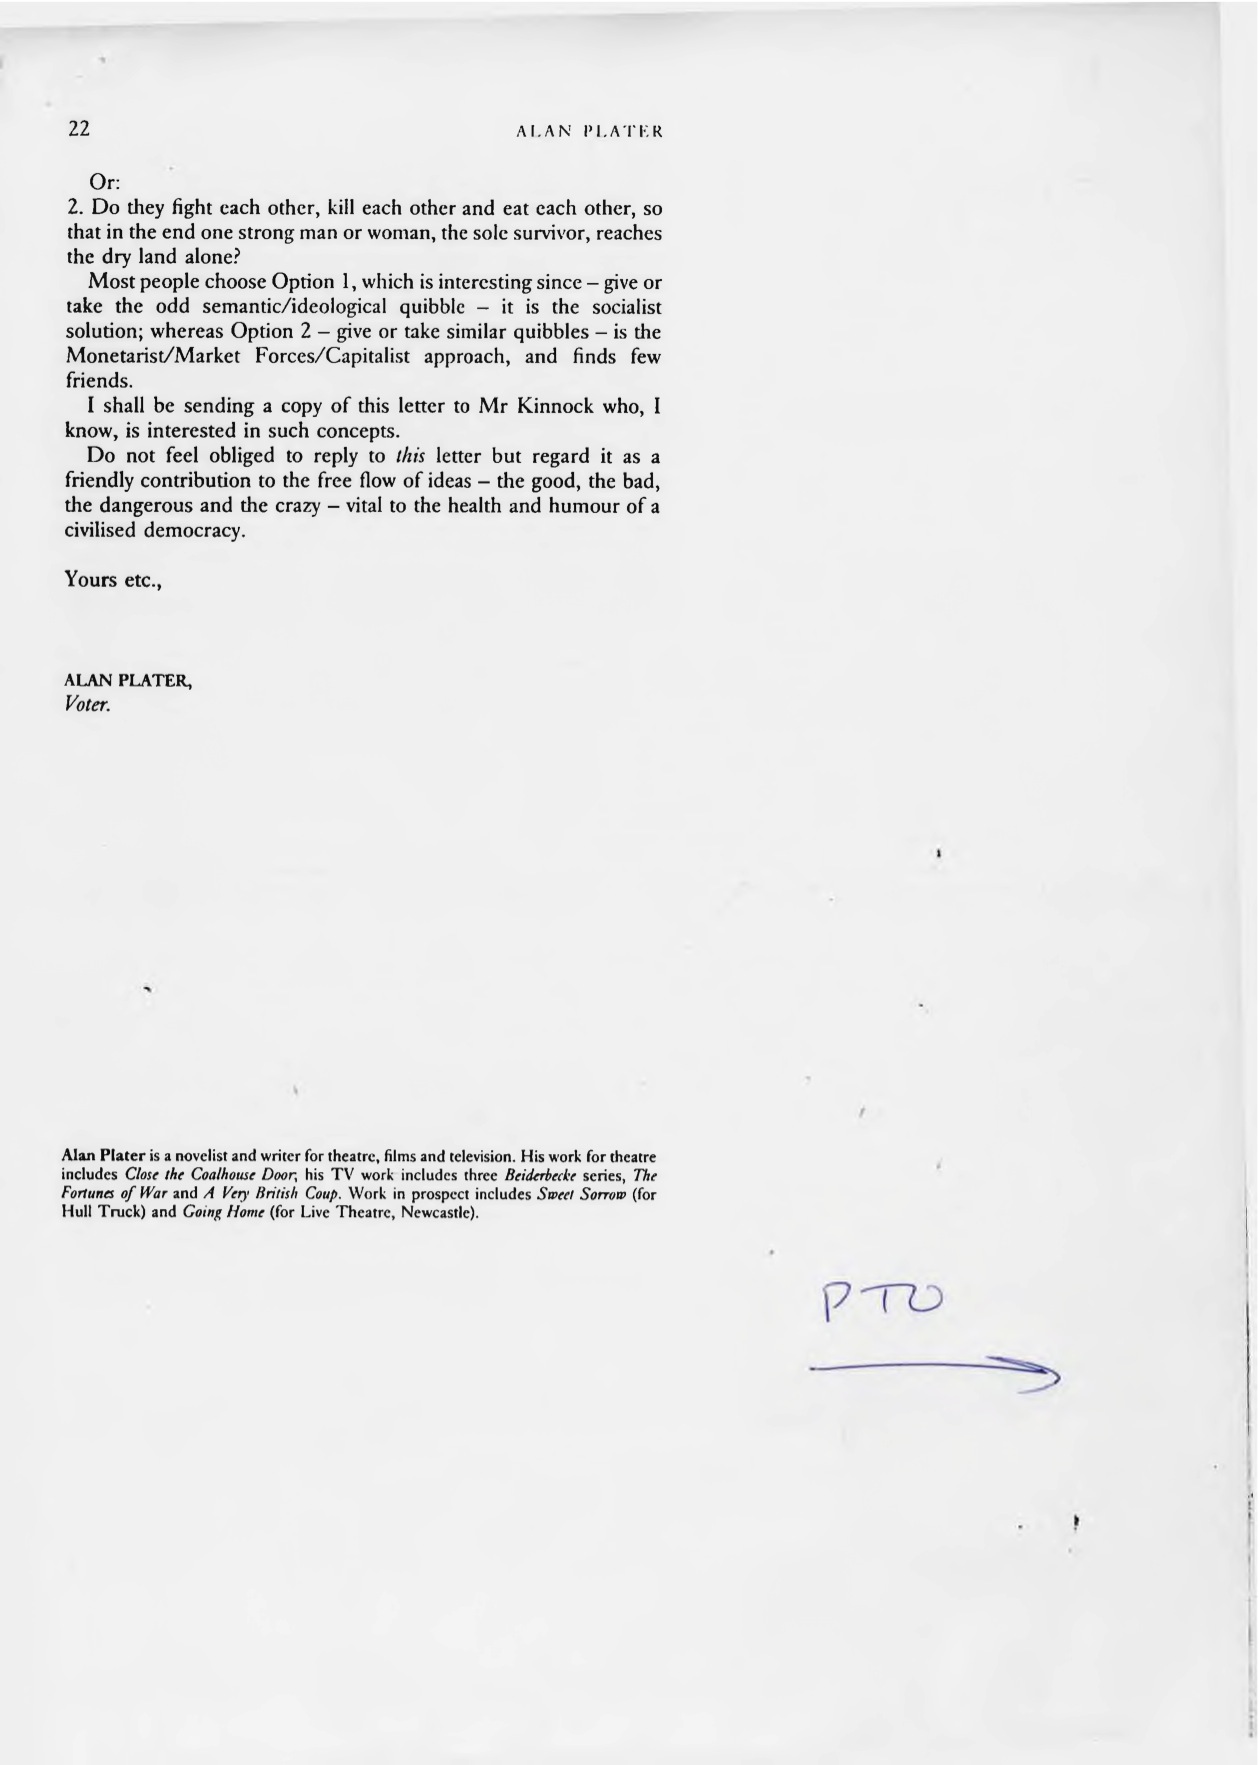 22 ALAN PLATER
Or:
2. Do they fight each other, kill each other and eat each other, so
that in the end one strong man or woman, the sole survivor, reaches
the dry land alone?
Most people choose Option 1, which is interesting since – give or
take the odd semantic/ideological quibble – it is the socialist
solution; whereas Option 2 – give or take similar quibbles – is the
Monetarist/Market Forces/Capitalist approach, and finds few
friends.
I shall be sending a copy of this letter to Mr Kinnock who, I
know, is interested in such concepts.
Do not feel obliged to reply to this letter but regard it as a
friendly contribution to the free flow of ideas – the good, the bad,
the dangerous and the crazy – vital to the health and humour of a
civilised democracy.
Yours etc.,
ALAN PLATER,
Voter.
Alan Plater is a novelist and writer for theatre, films and television. His work for theatre
includes Close the Coalhouse Door; his TV work includes three Beiderbecke series, The
Fortunes of War and A Very British Coup. Work in prospect includes Sweet Sorrow (for
Hull Truck) and Going Home (for Live Theatre, Newcastle).
PTO